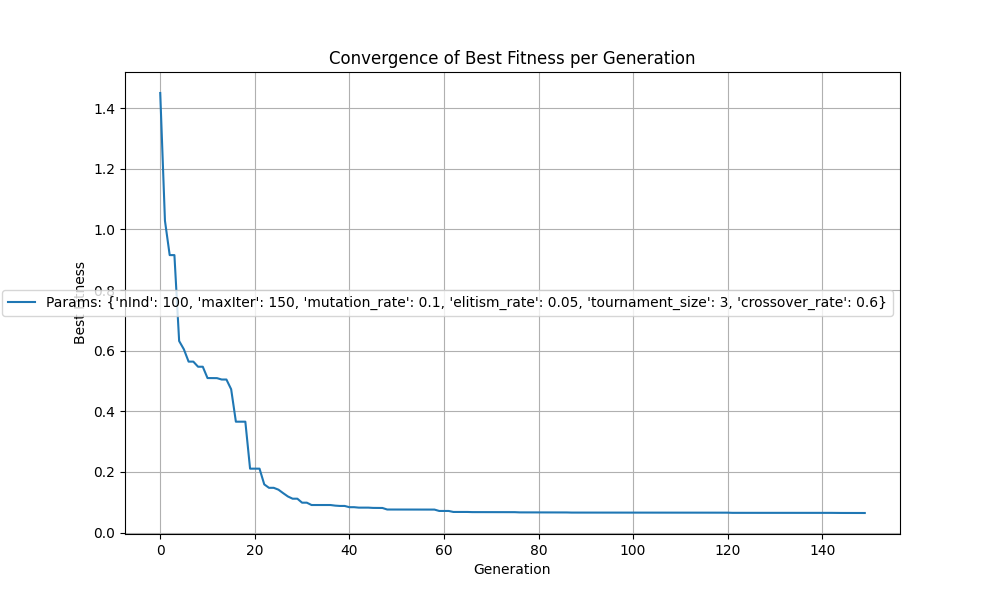 Convergence of Best Fitness per Generation
1.4
1.2
1.0
0.8
Best Fitness
Params: {'nInd': 100, 'maxIter': 150, 'mutation_rate': 0.1, 'elitism_rate': 0.05, 'tournament_size': 3, 'crossover_rate': 0.6}
0.6
0.4
0.2
0.0
0 20 40 60 80 100 120 140
Generation